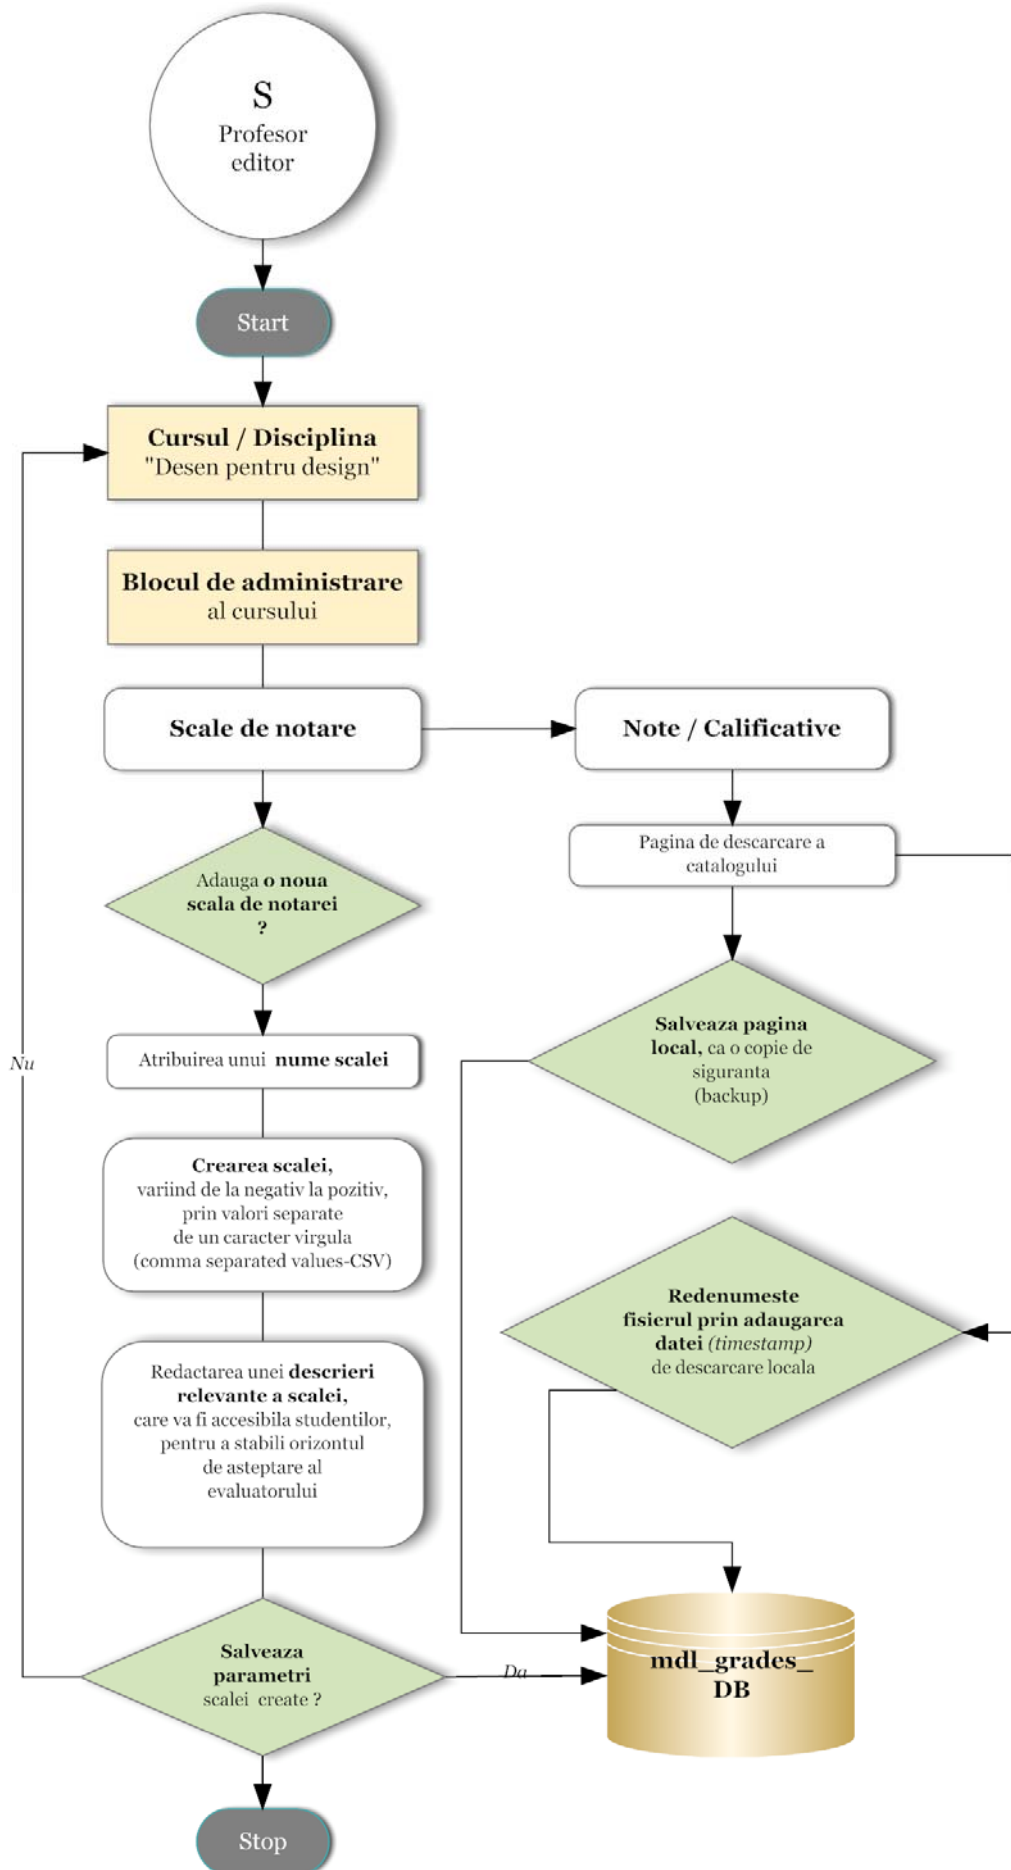 S
Profesor
editor
Start
Cursul / Disciplina
"Desen pentru design"
Blocul de administrare
al cursului
Scale de notare
Note / Calificative
Pagina de descarcare a
catalogului
Adauga o noua
scala de notarei
?
Salveaza pagina
local, ca o copie de
siguranta
(backup)
Nu
Atribuirea unui nume scalei
Crearea scalei,
variind de la negativ la pozitiv,
prin valori separate
de un caracter virgula
(comma separated values-CSV)
Redenumeste
fisierul prin adaugarea
datei (timestamp)
de descarcare locala
Redactarea unei descrieri
relevante a scalei,
care va fi accesibila studentilor,
pentru a stabili orizontul
de asteptare al
evaluatorului
Salveaza
parametri
scalei create ?
Da
mdl_grades_
DB
Stop